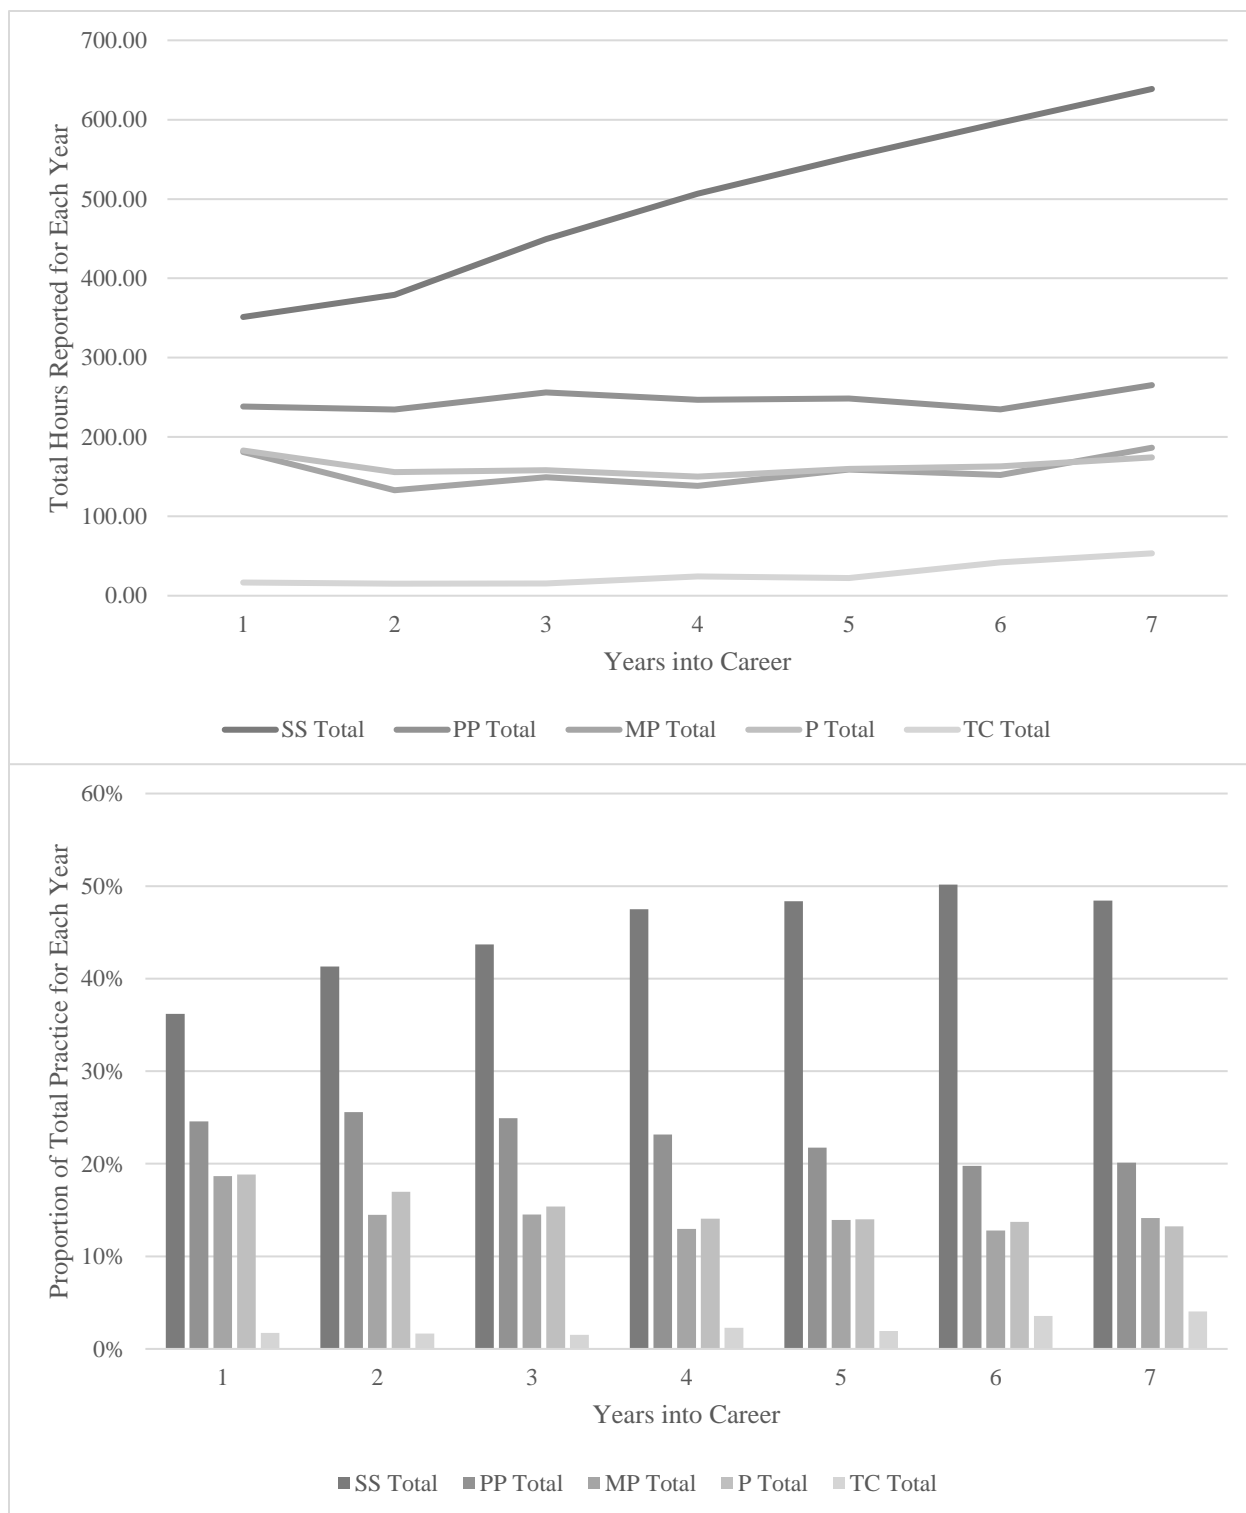 700.00
600.00
500.00
400.00
300.00
200.00
100.00
0.00
Total Hours Reported for Each Year
1 2 3 4 5 6 7
Years into Career
SS Total PP Total MP Total P Total TC Total
60%
50%
40%
30%
20%
10%
0%
Proportion of Total Practice for Each Year
1 2 3 4 5 6 7
Years into Career
SS Total PP Total MP Total P Total TC Total